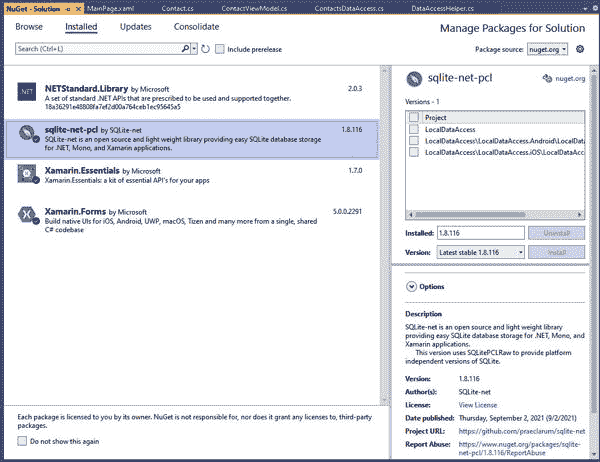 NuGet - Solution
MainPage.xaml
Contact.cs
ContactViewModel.cs
ContactsDataAccess.cs
DataAccessHelper.cs
Browse
Installed
Updates
Consolidate
Manage Packages for Solution
Search (Ctrl+L)
Include prerelease
Package source: nuget.org
NETStandard.Library by Microsoft
2.0.3
A set of standard .NET APIs that are prescribed to be used and supported together.
18a36291e48808fa7ef2d00a764ceb1ec95645a5
sqlite-net-pcl by SQLite-net
1.8.116
SQLite-net is an open source and light weight library providing easy SQLite database storage
for .NET, Mono, and Xamarin applications.
Xamarin.Essentials by Microsoft
1.7.0
Xamarin.Essentials: a kit of essential API's for your apps
Xamarin.Forms by Microsoft
5.0.0.2291
Build native UIs for iOS, Android, UWP, macOS, Tizen and many more from a single, shared
C# codebase
Each package is licensed to you by its owner. NuGet is not responsible for, nor does it grant any licenses to, third-party
packages.
Do not show this again
sqlite-net-pcl
nuget.org
Versions - 1
Project
LocalDataAccess
LocalDataAccess\LocalDataAccess.Android\LocalData
LocalDataAccess\LocalDataAccess.iOS\LocalDataAcc
Installed:
1.8.116
Uninstall
Version:
Latest stable 1.8.116
Install
Options
Description
SQLite-net is an open source and light weight library
providing easy SQLite database storage for .NET, Mono, and
Xamarin applications.
This version uses SQLitePCLRaw to provide platform
independent versions of SQLite.
Version:
1.8.116
Author(s):
SQLite-net
License:
View License
Date published:
Thursday, September 2, 2021 (9/2/2021)
Project URL:
https://github.com/praeclarum/sqlite-net
Report Abuse:
https://www.nuget.org/packages/sqlite-
net-pcl/1.8.116/ReportAbuse